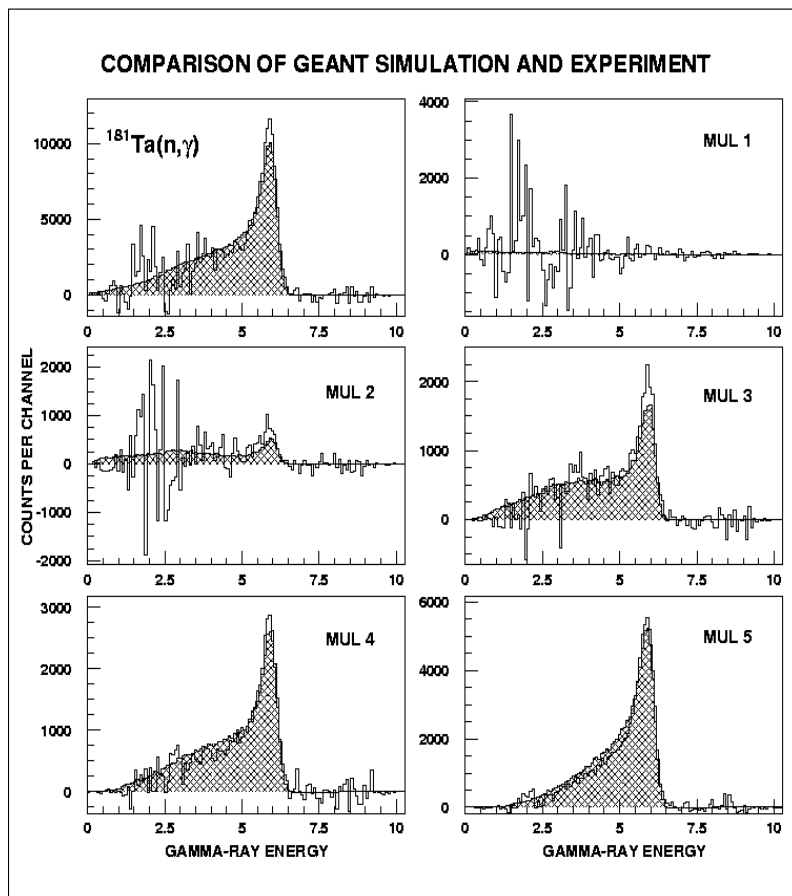 COMPARISON OF GEANT SIMULATION AND EXPERIMENT
181Ta(n,γ)
10000
5000
0
0 2.5 5 7.5 10
MUL 1
4000
2000
0
0 2.5 5 7.5 10
COUNTS PER CHANNEL
MUL 2
2000
1000
0
-1000
-2000
0 2.5 5 7.5 10
MUL 3
2000
1000
0
0 2.5 5 7.5 10
MUL 4
3000
2000
1000
0
0 2.5 5 7.5 10
GAMMA-RAY ENERGY
MUL 5
6000
4000
2000
0
0 2.5 5 7.5 10
GAMMA-RAY ENERGY